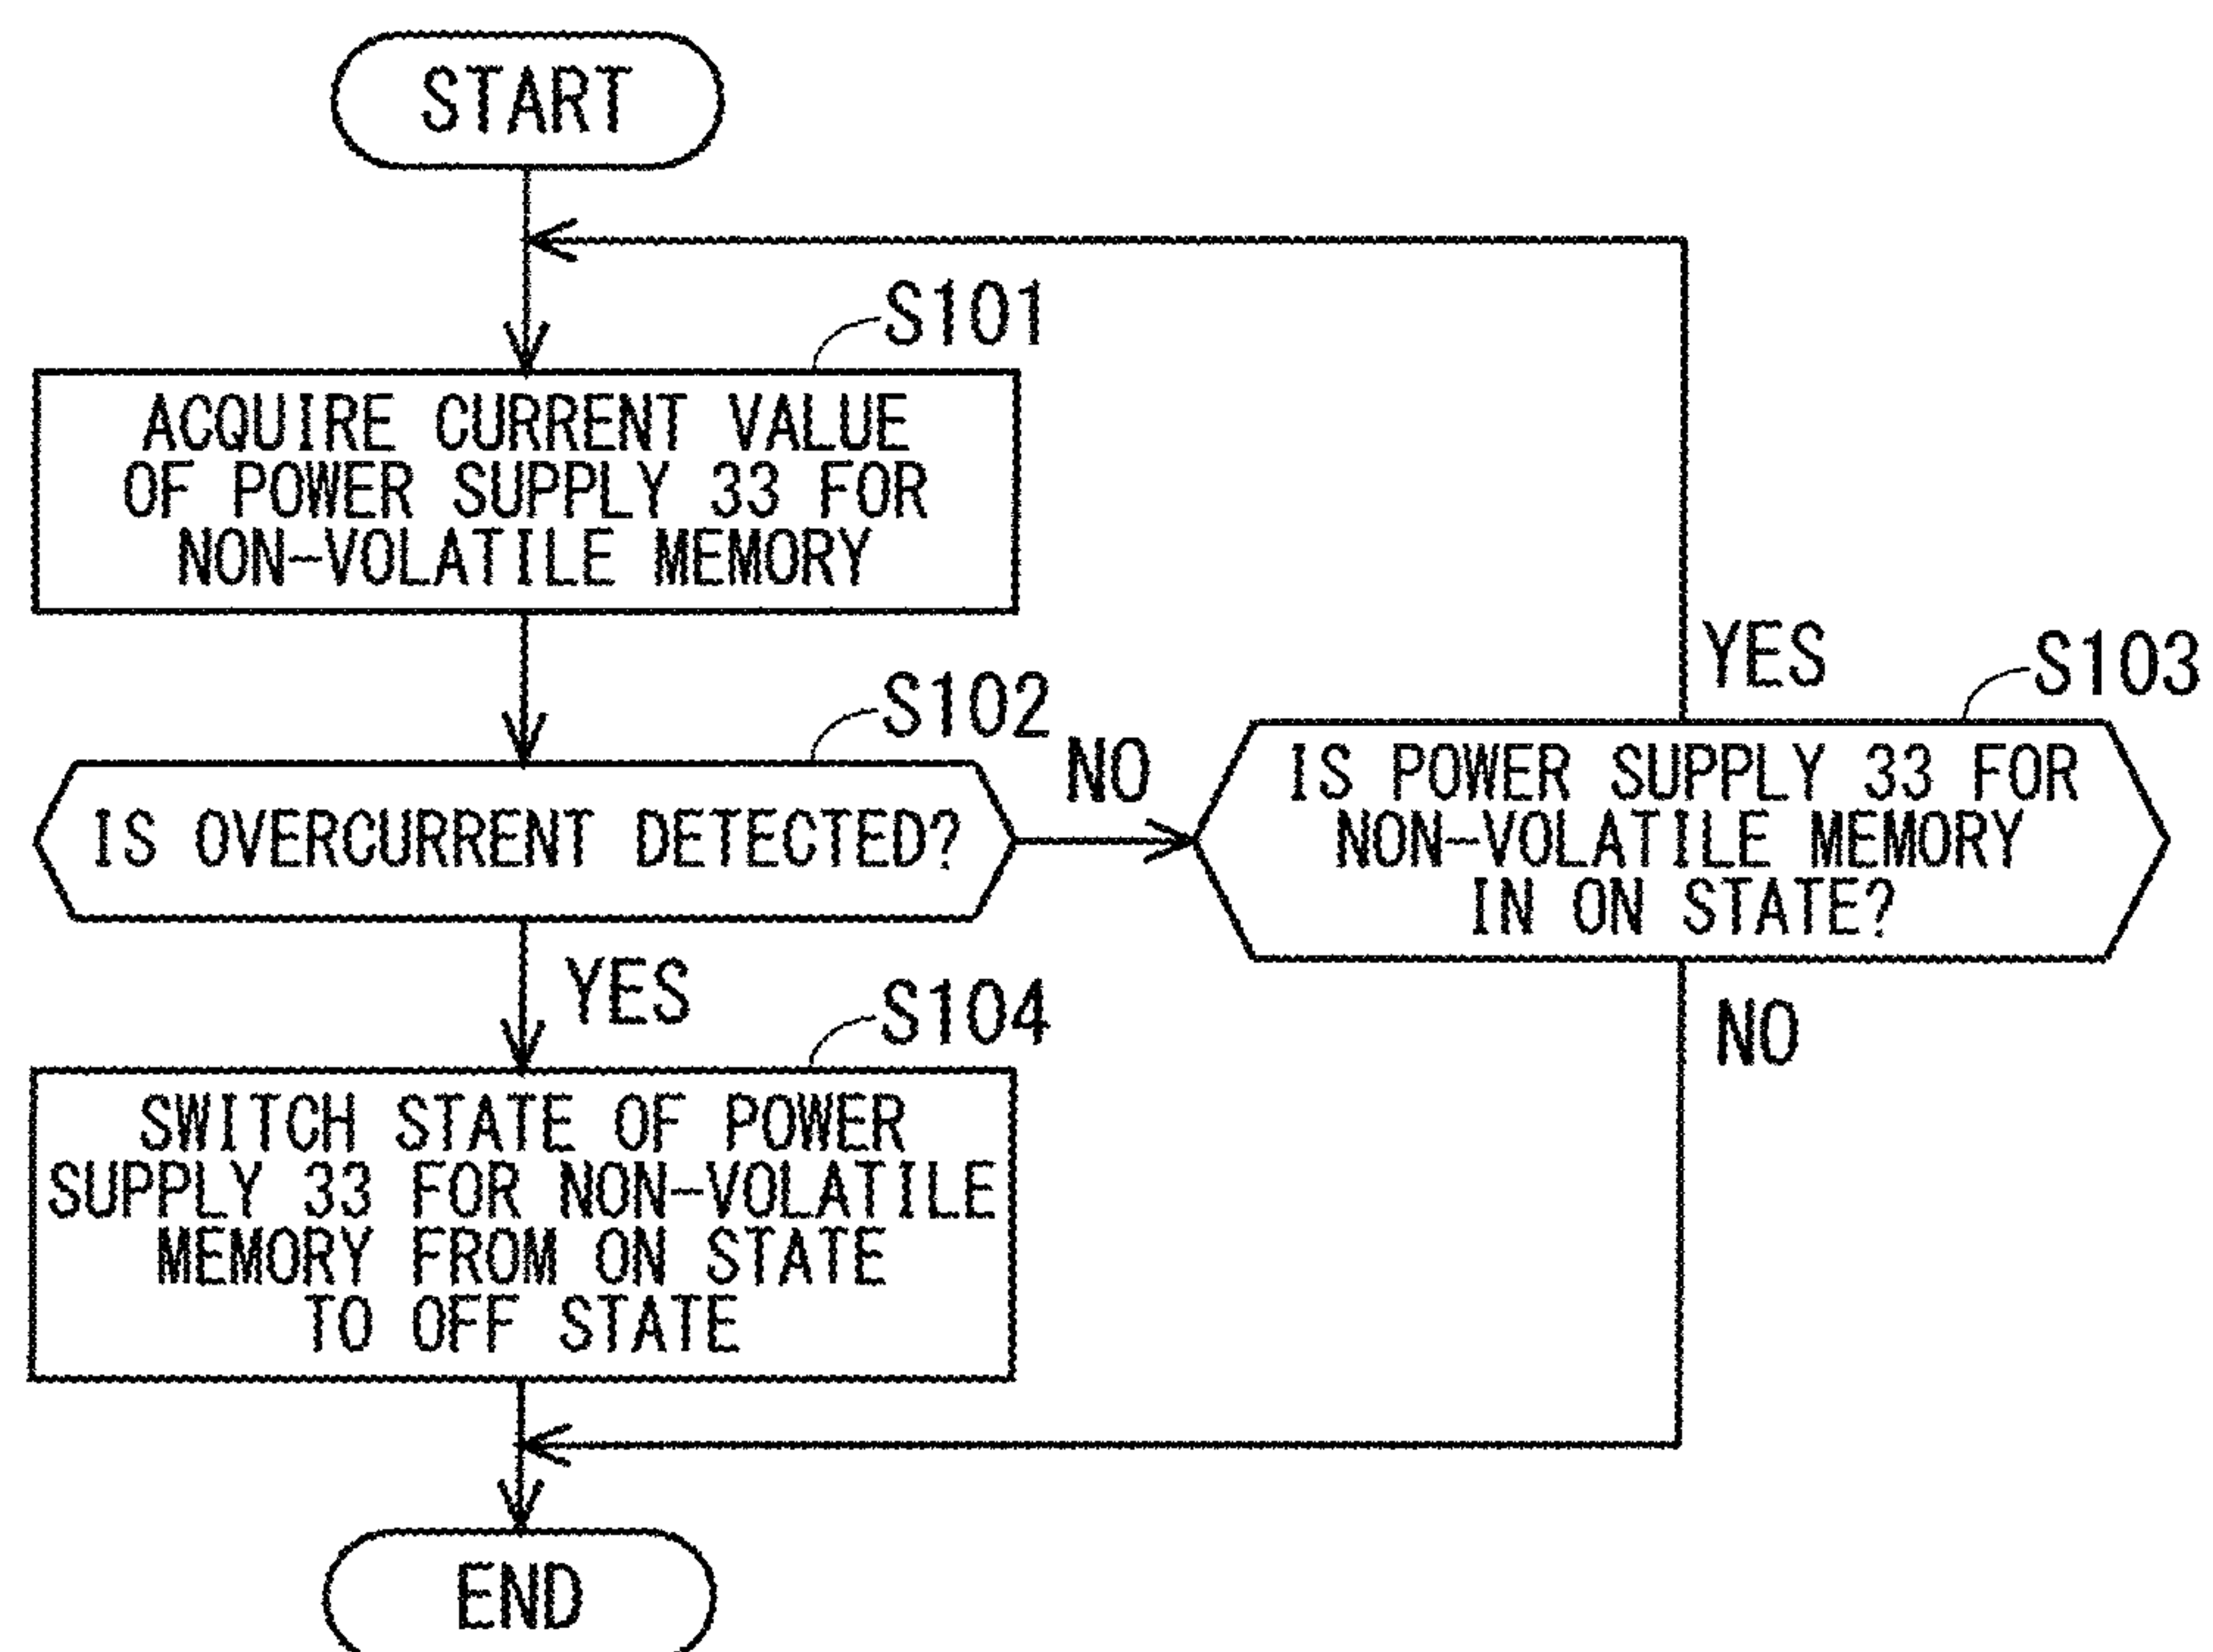 START
S101
ACQUIRE CURRENT VALUE
OF POWER SUPPLY 33 FOR
NON-VOLATILE MEMORY
S102
IS OVERCURRENT DETECTED?
NO
YES
S103
IS POWER SUPPLY 33 FOR
NON-VOLATILE MEMORY
IN ON STATE?
NO
YES
S104
SWITCH STATE OF POWER
SUPPLY 33 FOR NON-VOLATILE
MEMORY FROM ON STATE
TO OFF STATE
END